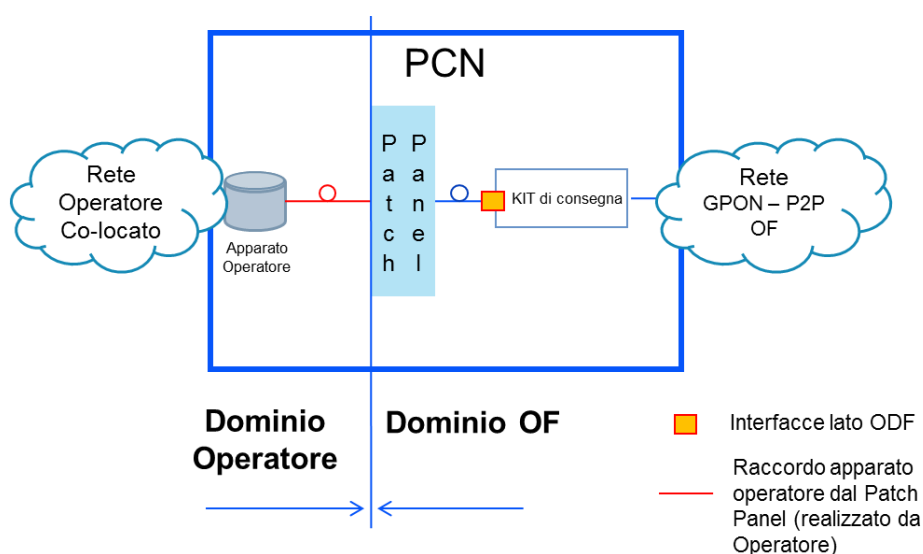 PCN
Rete
Operatore
Co-locato
Apparato
Operatore
Patch
Panel
KIT di consegna
Rete
GPON – P2P
OF
Dominio
Operatore
Dominio OF
Interfacce lato ODF
Raccordo apparato
operatore dal Patch
Panel (realizzato da
Operatore)